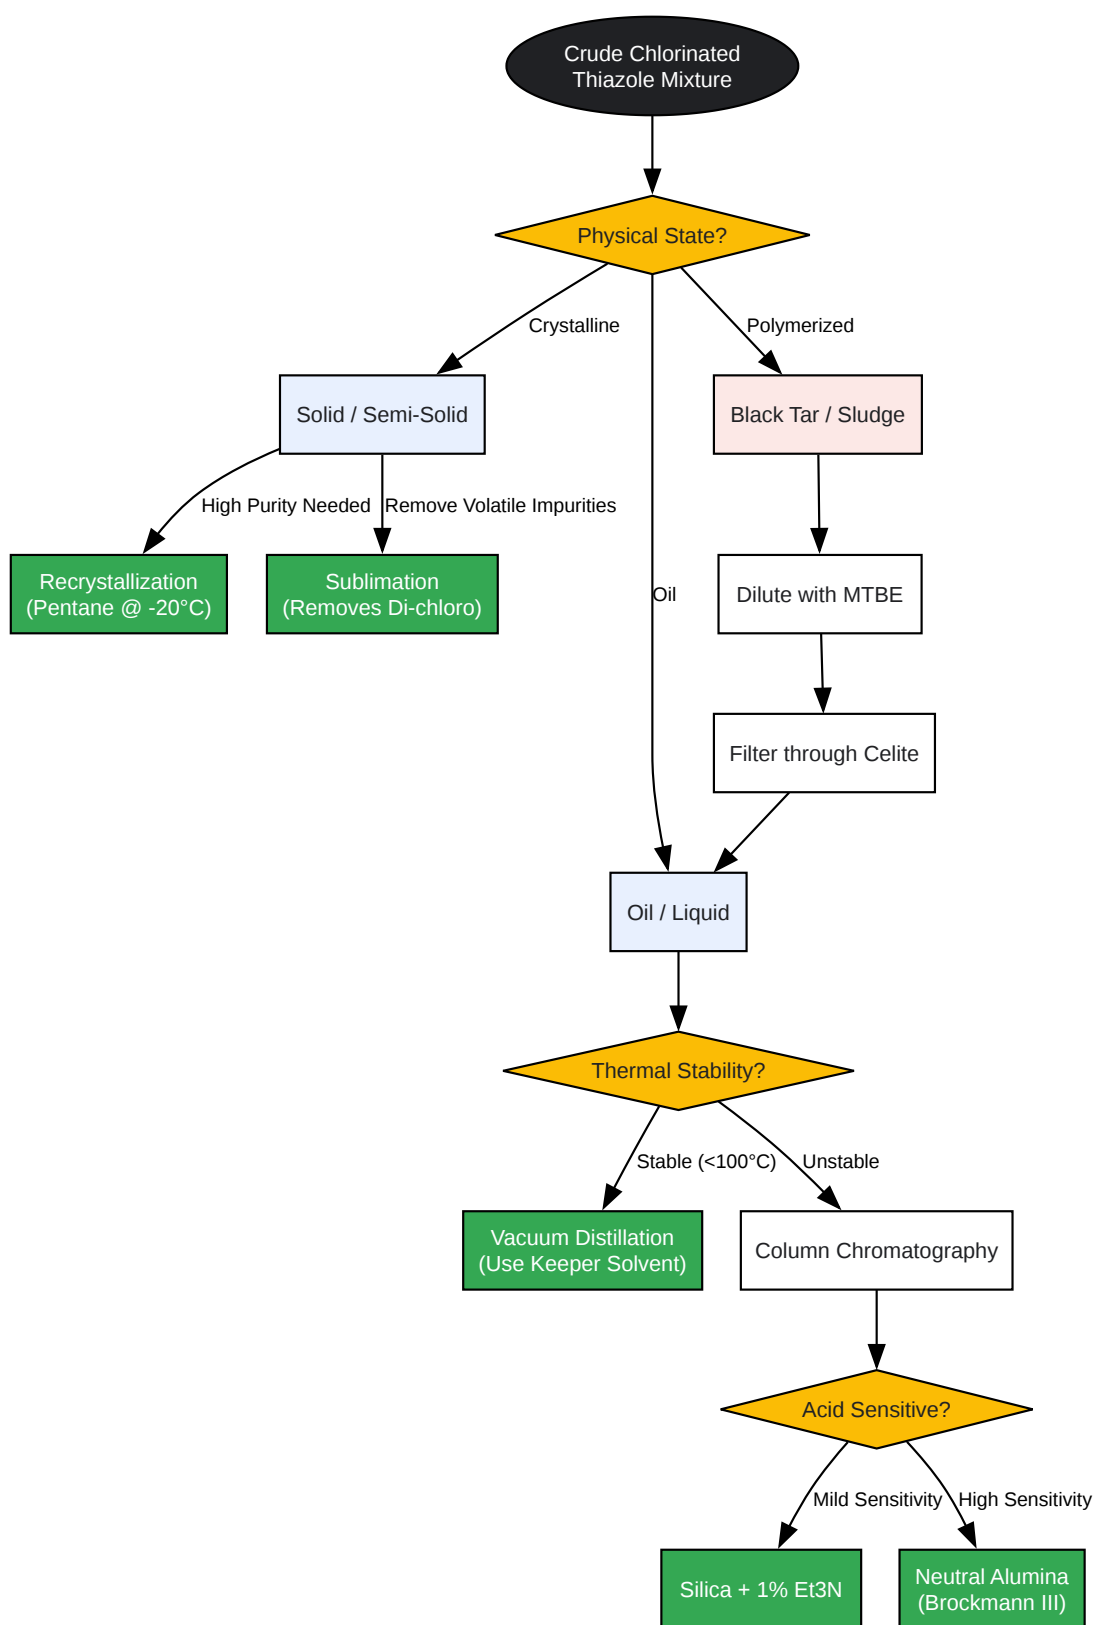 Crude Chlorinated
Thiazole Mixture
Physical State?
Crystalline
Polymerized
Solid / Semi-Solid
Black Tar / Sludge
High Purity Needed
Remove Volatile Impurities
Recrystallization
(Pentane @ -20°C)
Sublimation
(Removes Di-chloro)
Oil
Dilute with MTBE
Filter through Celite
Oil / Liquid
Thermal Stability?
Stable (<100°C)
Unstable
Vacuum Distillation
(Use Keeper Solvent)
Column Chromatography
Acid Sensitive?
Mild Sensitivity
High Sensitivity
Silica + 1% Et3N
Neutral Alumina
(Brockmann III)